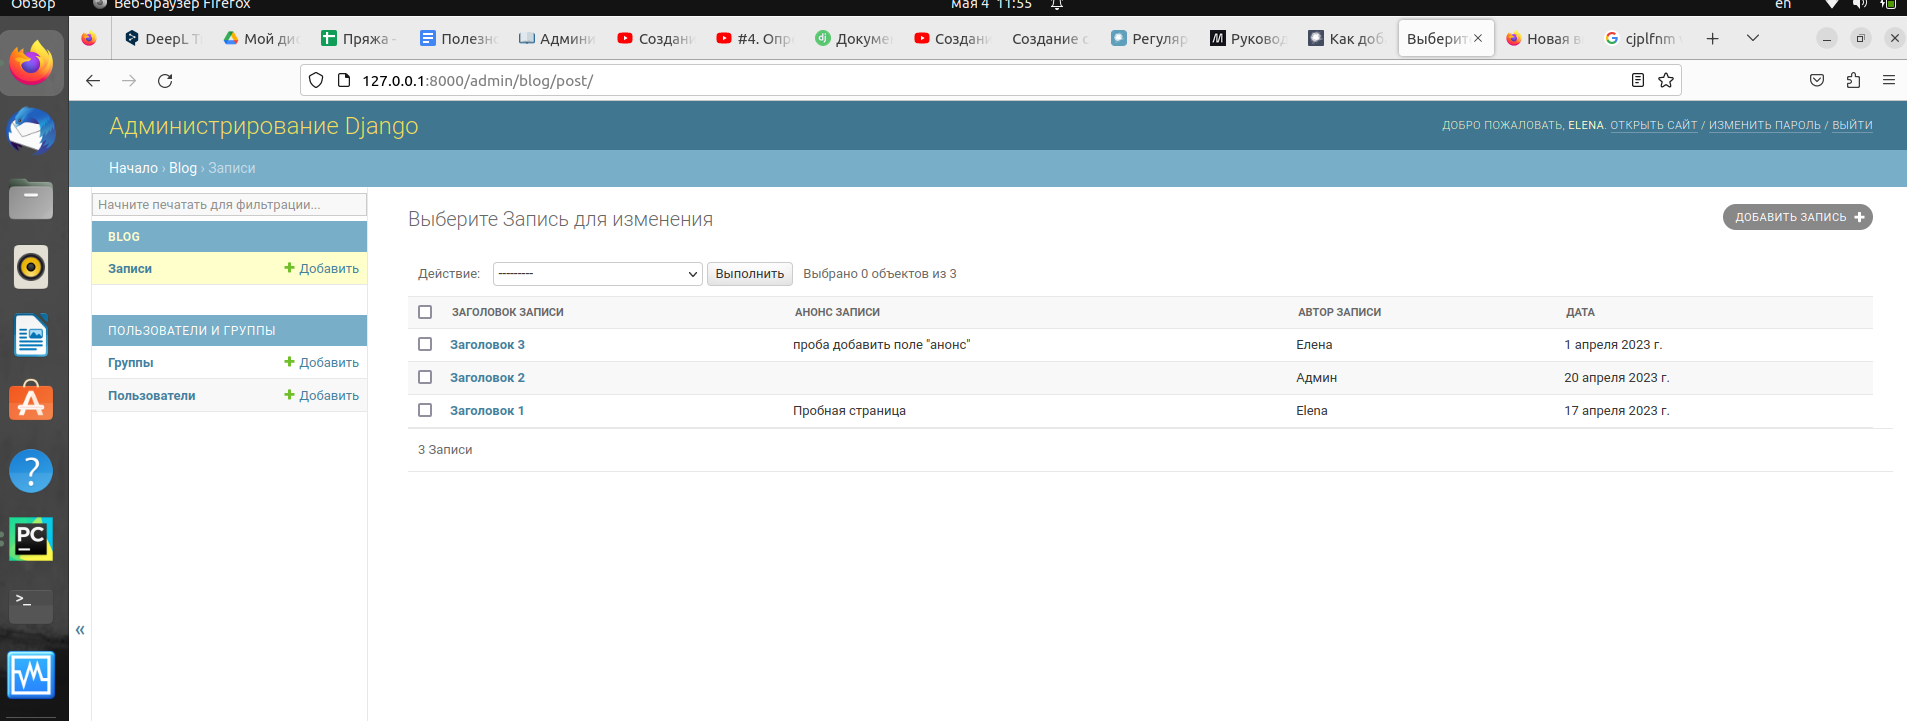 Обзор Веб-браузер Firefox мая 4 11:55 en
DeepL Мой ди Пряжа - Полезн Админи Создани #4. Опр Докуме Создани Создание с Регуляр Руковод Как доб Выберит Новая в cjplfnm
127.0.0.1:8000/admin/blog/post/
Администрирование Django
ДОБРО ПОЖАЛОВАТЬ, ELENA. ОТКРЫТЬ САЙТ / ИЗМЕНИТЬ ПАРОЛЬ / ВЫЙТИ
Начало › Blog › Записи
Начните печатать для фильтрации...
BLOG
Записи + Добавить
ПОЛЬЗОВАТЕЛИ И ГРУППЫ
Группы + Добавить
Пользователи + Добавить
«
Выберите Запись для изменения
ДОБАВИТЬ ЗАПИСЬ +
Действие: --------- Выполнить Выбрано 0 объектов из 3
ЗАГОЛОВОК ЗАПИСИ АНОНС ЗАПИСИ АВТОР ЗАПИСИ ДАТА
Заголовок 3 проба добавить поле "анонс" Елена 1 апреля 2023 г.
Заголовок 2 Админ 20 апреля 2023 г.
Заголовок 1 Пробная страница Elena 17 апреля 2023 г.
3 Записи
PC